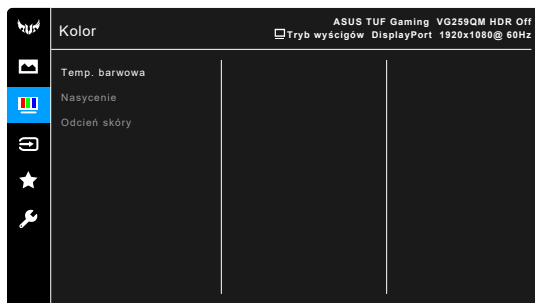 Kolor
ASUS TUF Gaming VG259QM HDR Off
Tryb wyścigów DisplayPort 1920x1080@ 60Hz
Temp. barwowa
Nasycenie
Odcień skóry